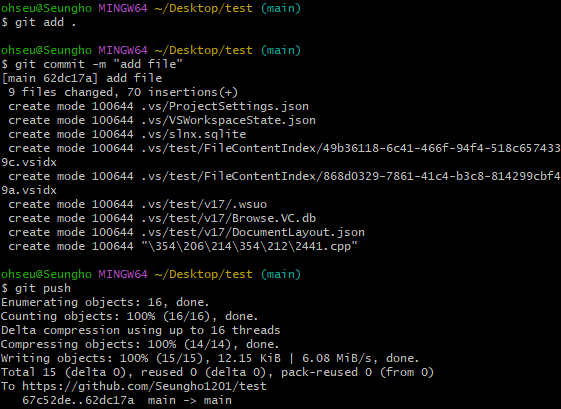 ohseu@Seungho MINGW64 ~/Desktop/test (main)
$ git add .
ohseu@Seungho MINGW64 ~/Desktop/test (main)
$ git commit -m "add file"
[main 62dc17a] add file
 9 files changed, 70 insertions(+)
 create mode 100644 .vs/ProjectSettings.json
 create mode 100644 .vs/VSWorkspaceState.json
 create mode 100644 .vs/slnx.sqlite
 create mode 100644 .vs/test/FileContentIndex/49b36118-6c41-466f-94f4-518c657433
9c.vsidx
 create mode 100644 .vs/test/FileContentIndex/868d0329-7861-41c4-b3c8-814299cbf4
9a.vsidx
 create mode 100644 .vs/test/v17/.wsuo
 create mode 100644 .vs/test/v17/Browse.VC.db
 create mode 100644 .vs/test/v17/DocumentLayout.json
 create mode 100644 "\354\206\214\354\212\2441.cpp"
ohseu@Seungho MINGW64 ~/Desktop/test (main)
$ git push
Enumerating objects: 16, done.
Counting objects: 100% (16/16), done.
Delta compression using up to 16 threads
Compressing objects: 100% (14/14), done.
Writing objects: 100% (15/15), 12.15 KiB | 6.08 MiB/s, done.
Total 15 (delta 0), reused 0 (delta 0), pack-reused 0 (from 0)
To https://github.com/Seungho1201/test
   67c52de..62dc17a  main -> main